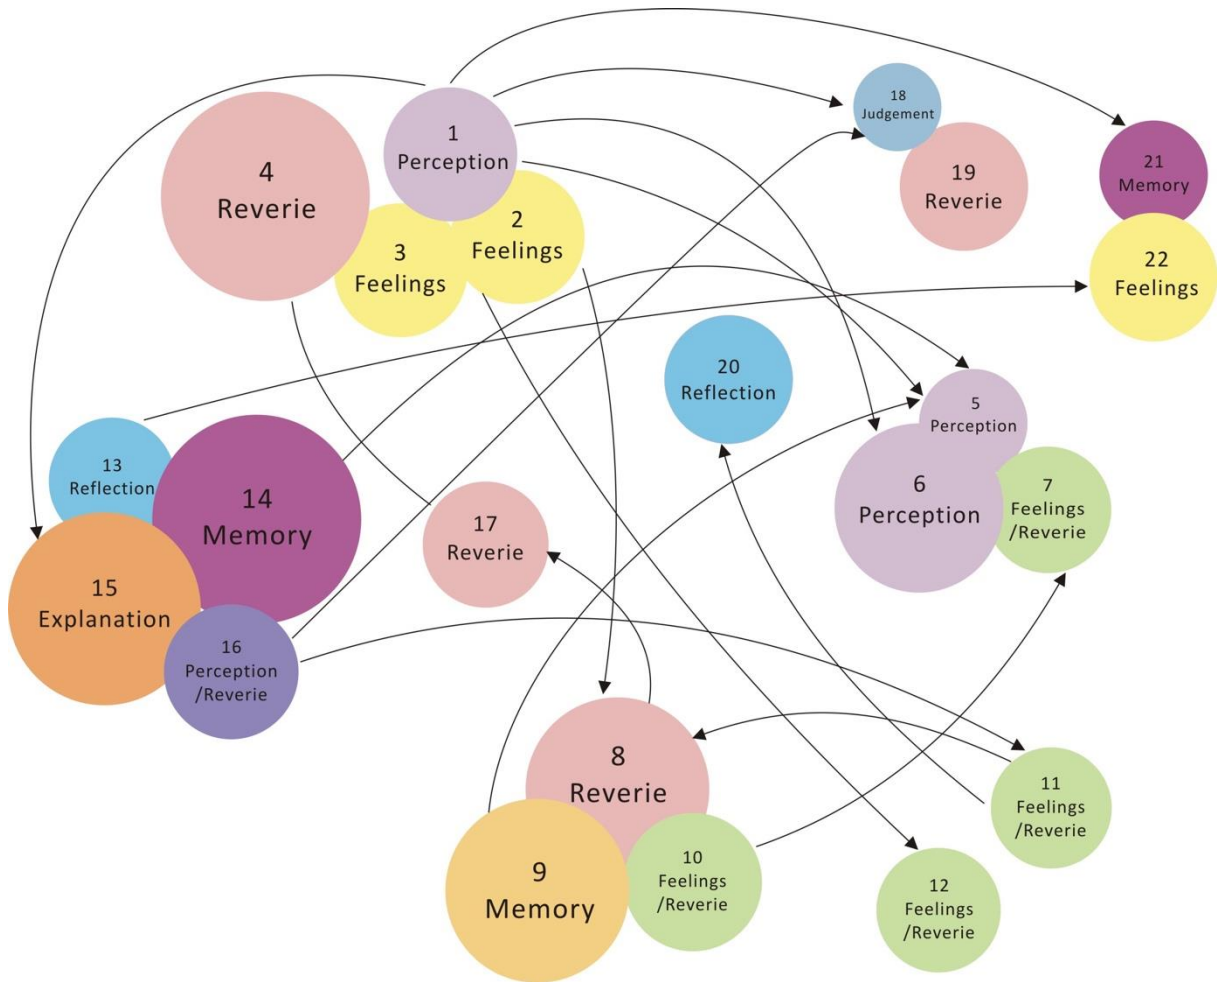 1
Perception
2
Feelings
3
Feelings
4
Reverie
5
Perception
6
Perception
7
Feelings
/Reverie
8
Reverie
9
Memory
10
Feelings
/Reverie
11
Feelings
/Reverie
12
Feelings
/Reverie
13
Reflection
14
Memory
15
Explanation
16
Perception
/Reverie
17
Reverie
18
Judgement
19
Reverie
20
Reflection
21
Memory
22
Feelings